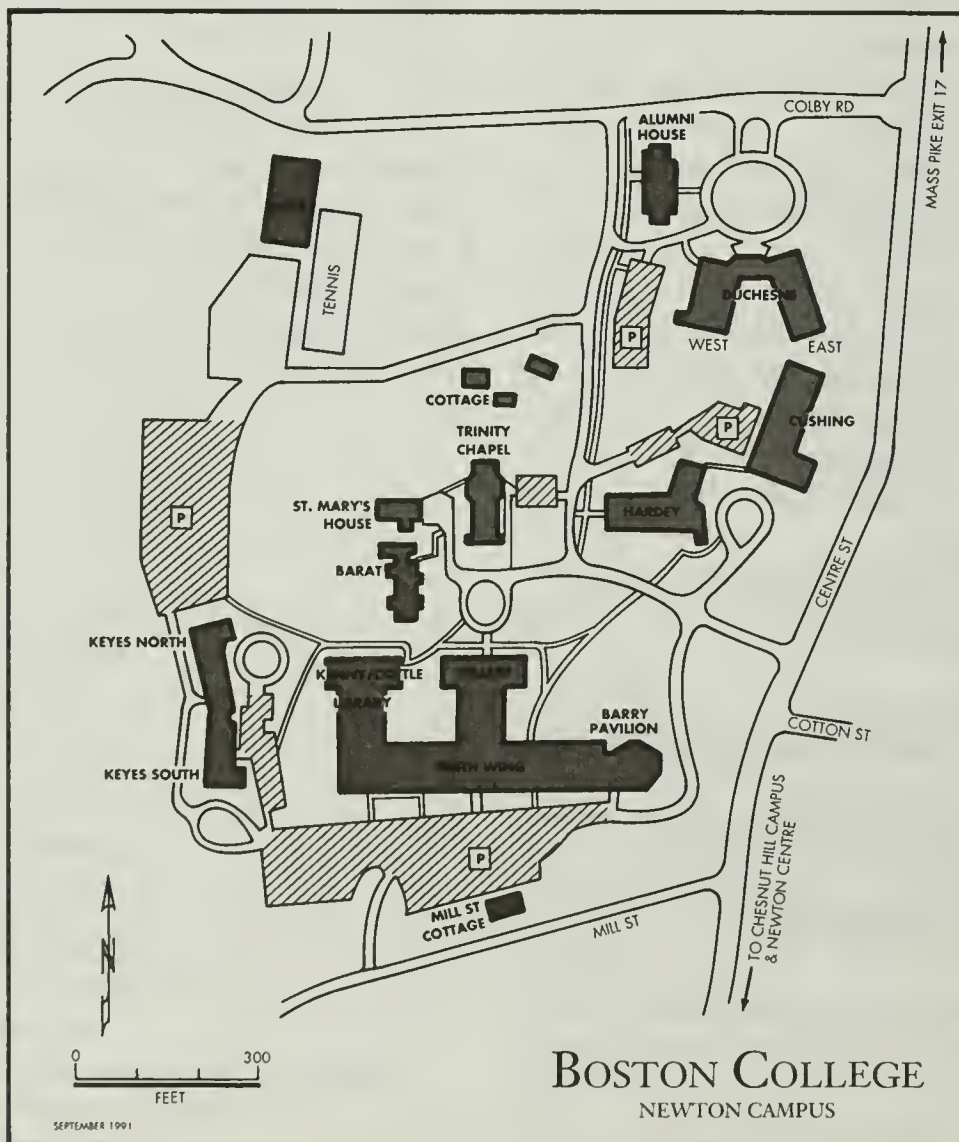 COLBY RD
MASS PIKE EXIT 17
ALUMNI
HOUSE
TENNIS
DUCHESNE
WEST
EAST
P
COTTAGE
CUSHING
P
TRINITY
CHAPEL
P
ST. MARY'S
HOUSE
HARDEY
BARAT
CENTRE ST
KEYES NORTH
LIBRARY
BARRY
PAVILION
COTTON ST
KEYES SOUTH
WING
P
MILL ST
COTTAGE
MILL ST
TO CHESNUT HILL CAMPUS
& NEWTON CENTRE
N
0 300
FEET
BOSTON COLLEGE
NEWTON CAMPUS
SEPTEMBER 1991